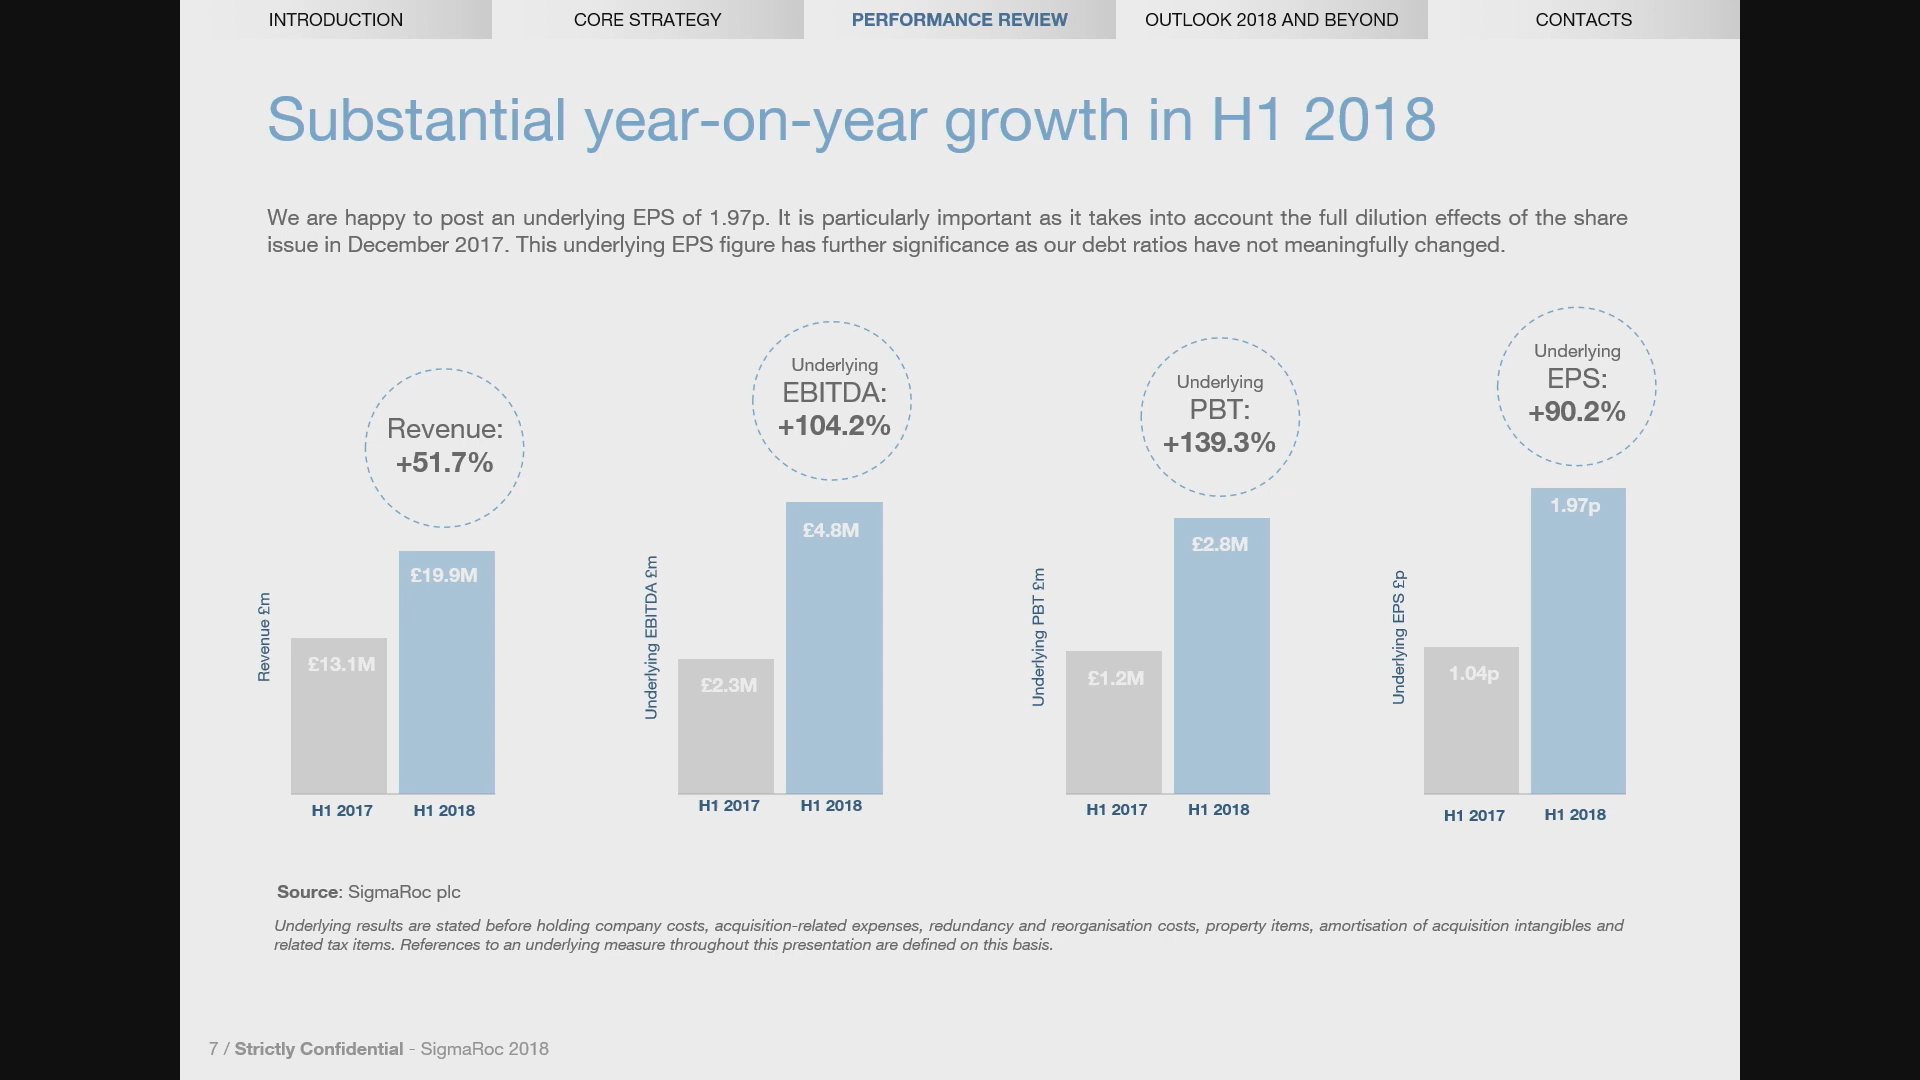 INTRODUCTION
CORE STRATEGY
PERFORMANCE REVIEW
OUTLOOK 2018 AND BEYOND
CONTACTS
Substantial year-on-year growth in H1 2018
We are happy to post an underlying EPS of 1.97p. It is particularly important as it takes into account the full dilution effects of the share
issue in December 2017. This underlying EPS figure has further significance as our debt ratios have not meaningfully changed.
Revenue:
+51.7%
Revenue £m
£13.1M
£19.9M
H1 2017
H1 2018
Underlying
EBITDA:
+104.2%
Underlying EBITDA £m
£2.3M
£4.8M
H1 2017
H1 2018
Underlying
PBT:
+139.3%
Underlying PBT £m
£1.2M
£2.8M
H1 2017
H1 2018
Underlying
EPS:
+90.2%
Underlying EPS £p
1.04p
1.97p
H1 2017
H1 2018
Source: SigmaRoc plc
Underlying results are stated before holding company costs, acquisition-related expenses, redundancy and reorganisation costs, property items, amortisation of acquisition intangibles and
related tax items. References to an underlying measure throughout this presentation are defined on this basis.
7 / Strictly Confidential - SigmaRoc 2018